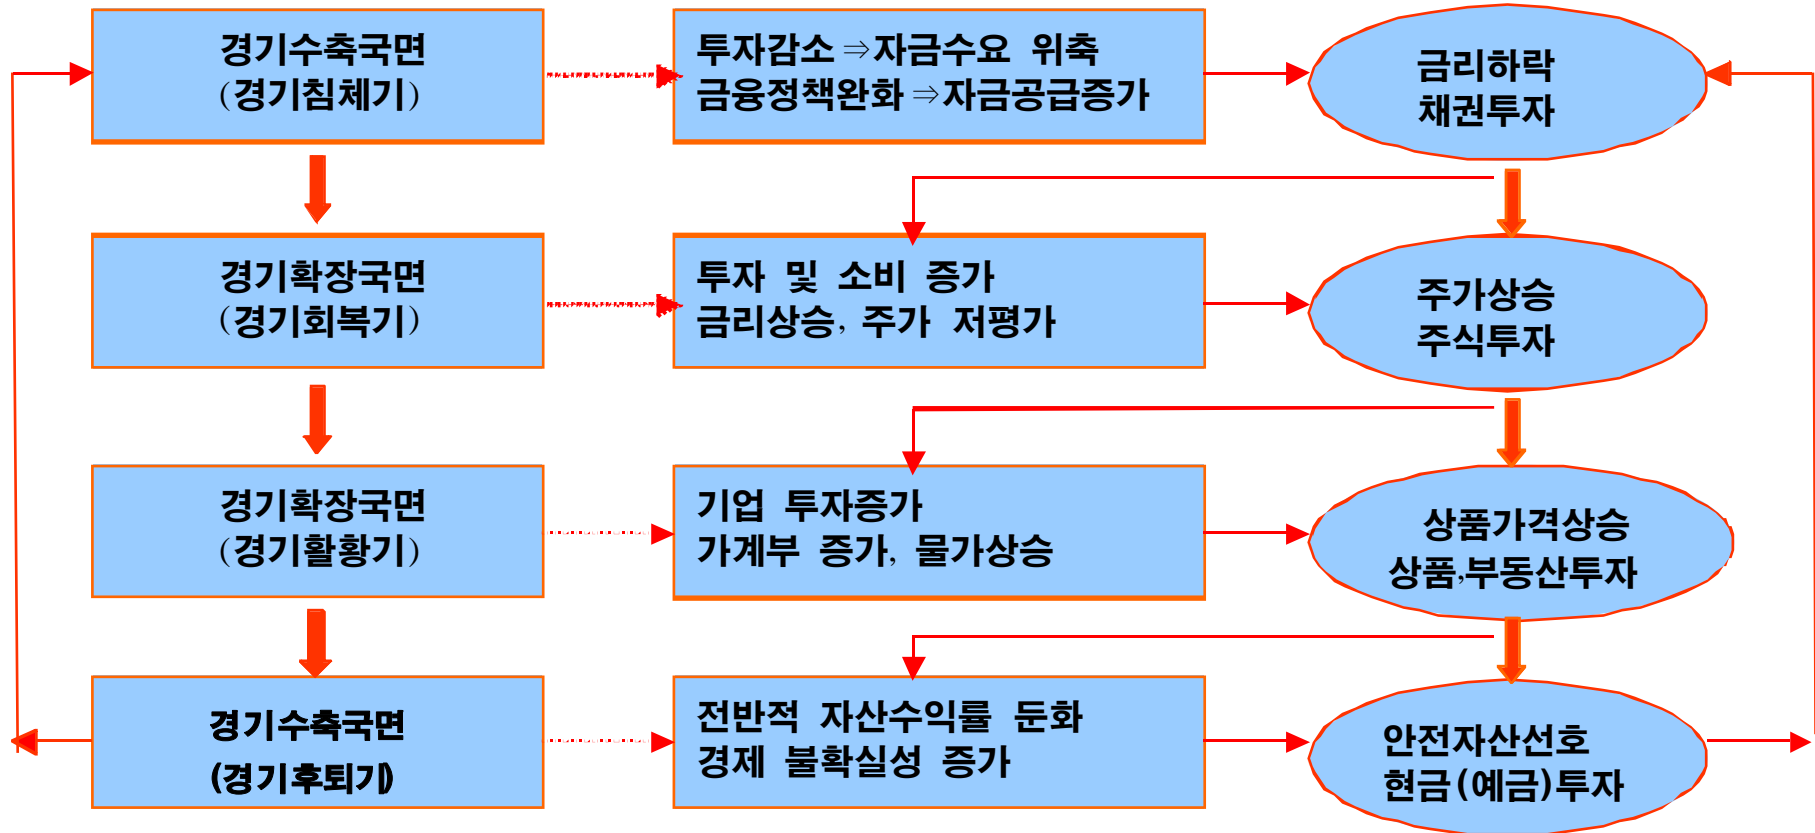 경기수축국면
(경기침체기)
투자감소⇒자금수요 위축
금융정책완화⇒자금공급증가
금리하락
채권투자
경기확장국면
(경기회복기)
투자 및 소비 증가
금리상승, 주가 저평가
주가상승
주식투자
경기확장국면
(경기활황기)
기업 투자증가
가계부 증가, 물가상승
상품가격상승
상품,부동산투자
경기수축국면
(경기후퇴기)
전반적 자산수익률 둔화
경제 불확실성 증가
안전자산선호
현금(예금)투자